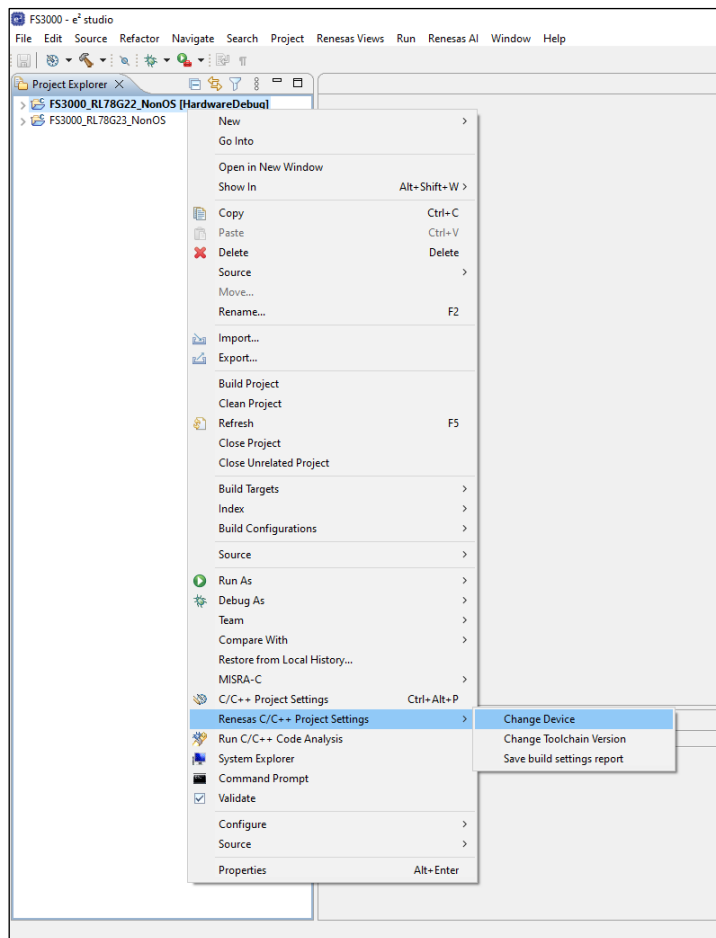 FS3000 - e² studio
File Edit Source Refactor Navigate Search Project Renesas Views Run Renesas AI Window Help
Project Explorer
FS3000_RL78G22_NonOS [HardwareDebug]
FS3000_RL78G23_NonOS
New
Go Into
Open in New Window
Show In Alt+Shift+W >
Copy Ctrl+C
Paste Ctrl+V
Delete Delete
Source
Move...
Rename... F2
Import...
Export...
Build Project
Clean Project
Refresh F5
Close Project
Close Unrelated Project
Build Targets
Index
Build Configurations
Source
Run As
Debug As
Team
Compare With
Restore from Local History...
MISRA-C
C/C++ Project Settings Ctrl+Alt+P
Renesas C/C++ Project Settings
Change Device
Run C/C++ Code Analysis
Change Toolchain Version
System Explorer
Save build settings report
Command Prompt
Validate
Configure
Source
Properties Alt+Enter